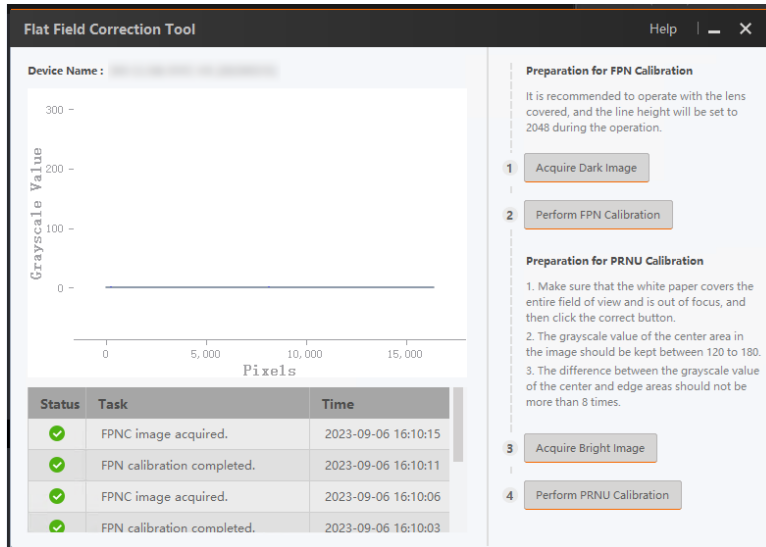 Flat Field Correction Tool
Help
Device Name :
300
200
100
0
Grayscale Value
0
5,000
10,000
15,000
Pixels
Status Task Time
FPNC image acquired. 2023-09-06 16:10:15
FPN calibration completed. 2023-09-06 16:10:11
FPNC image acquired. 2023-09-06 16:10:06
FPN calibration completed. 2023-09-06 16:10:03
Preparation for FPN Calibration
It is recommended to operate with the lens
covered, and the line height will be set to
2048 during the operation.
1 Acquire Dark Image
2 Perform FPN Calibration
Preparation for PRNU Calibration
1. Make sure that the white paper covers the
entire field of view and is out of focus, and
then click the correct button.
2. The grayscale value of the center area in
the image should be kept between 120 to 180.
3. The difference between the grayscale value
of the center and edge areas should not be
more than 8 times.
3 Acquire Bright Image
4 Perform PRNU Calibration